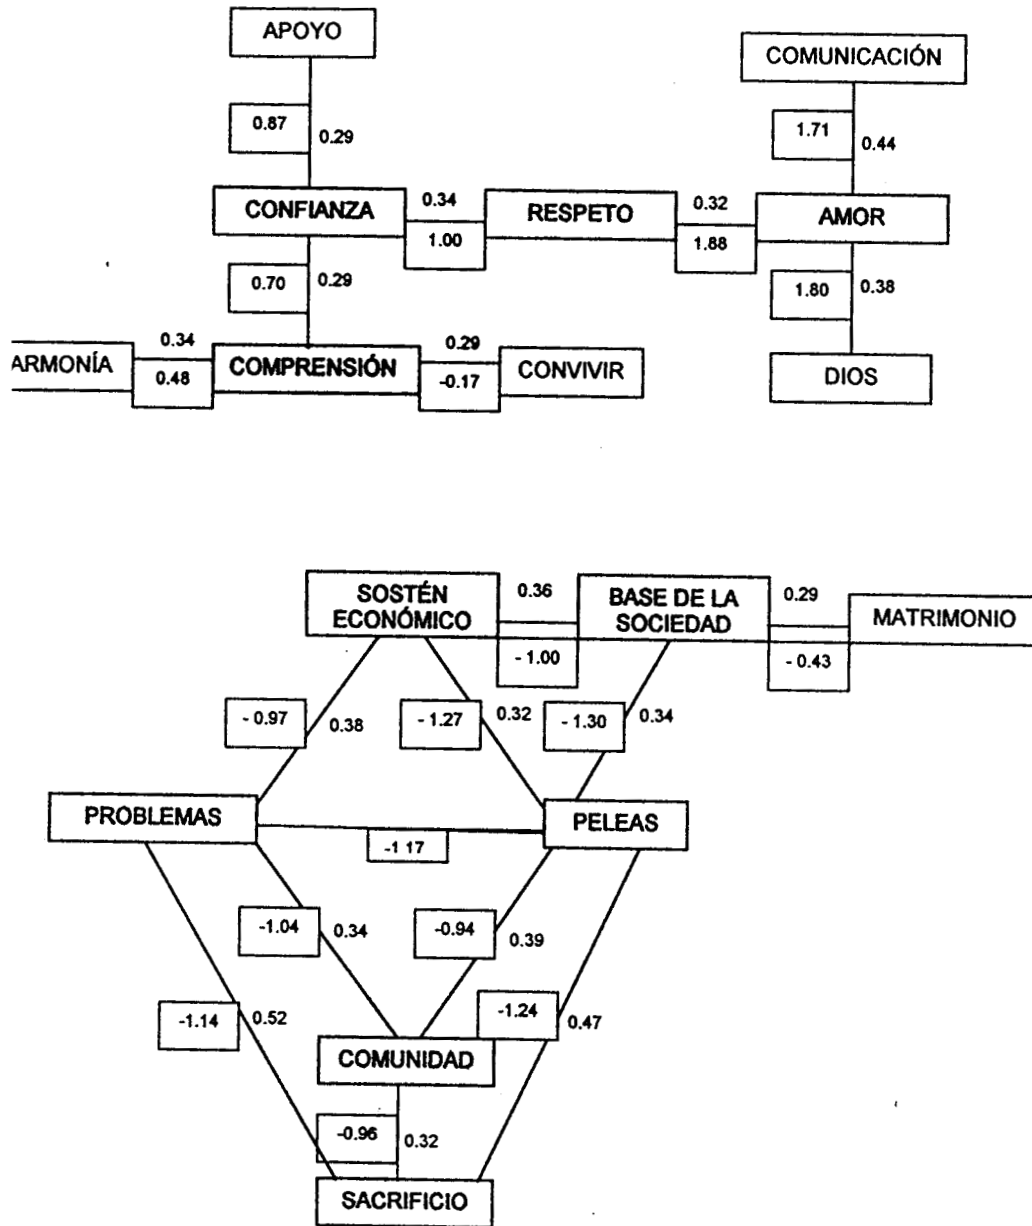 APOYO
COMUNICACIÓN
0.87
0.29
1.71
0.44
CONFIANZA
0.34
RESPETO
0.32
AMOR
1.00
1.88
0.70
0.29
1.80
0.38
0.34
0.29
ARMONÍA
COMPRENSIÓN
CONVIVIR
DIOS
0.48
-0.17
SOSTÉN
ECONÓMICO
0.36
BASE DE LA
SOCIEDAD
0.29
MATRIMONIO
- 1.00
- 0.43
- 0.97
0.38
- 1.27
0.32
- 1.30
0.34
PROBLEMAS
PELEAS
-1 17
-1.04
0.34
-0.94
0.39
-1.14
0.52
-1.24
0.47
COMUNIDAD
-0.96
0.32
SACRIFICIO